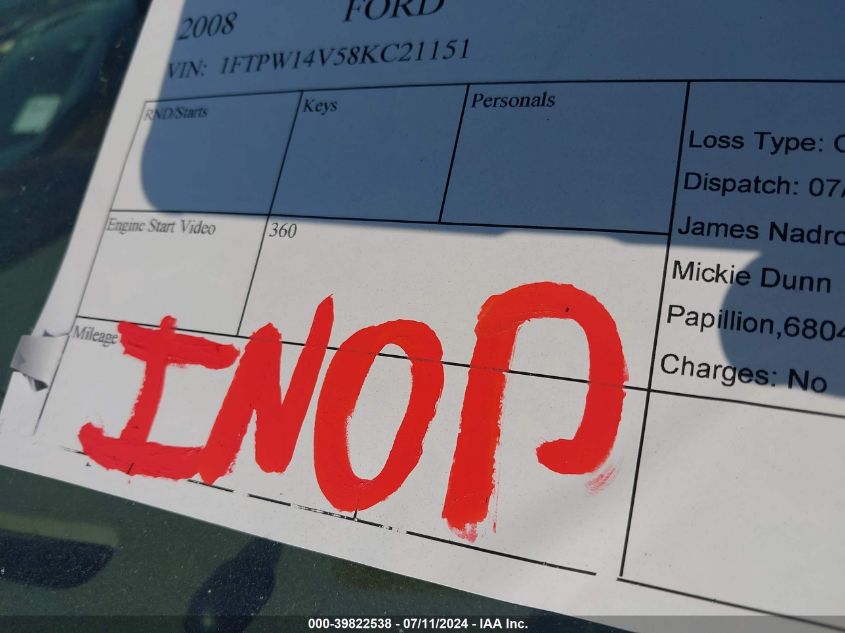 2008 FORD
VIN: 1FTPW14V58KC21151
RND/Starts Keys Personals
Loss Type:
Dispatch: 07/
James
Engine Start Video 360
Mickie Dunn
Papillion,6804
Charges: No
Mileage
INOP
000-39822538 - 07/11/2024 - IAA Inc.